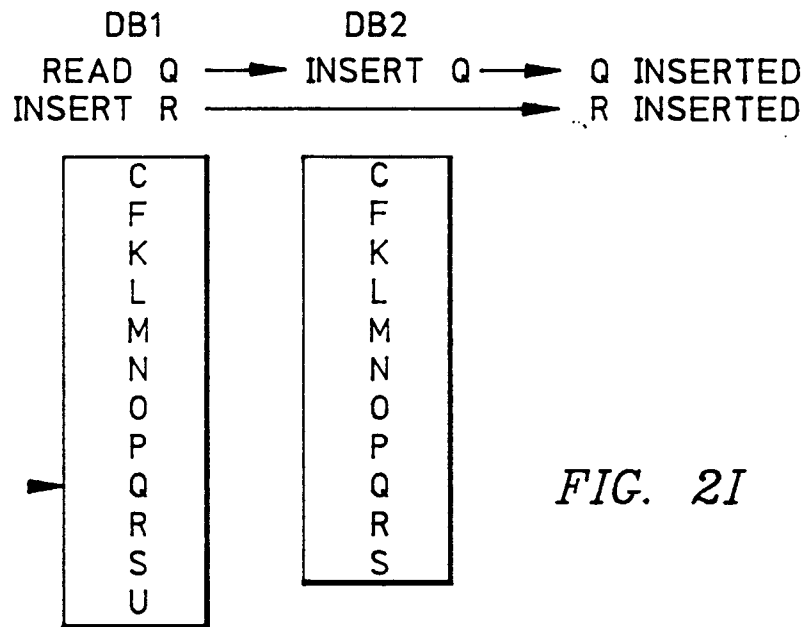 DB1 DB2
READ Q INSERT Q Q INSERTED
INSERT R R INSERTED
C C
F F
K K
L L
M M
N N
O O
P P
Q Q
R R
S S
U
FIG. 2I